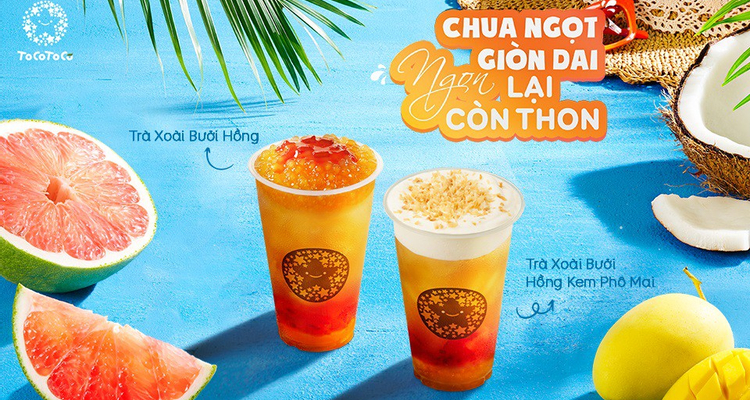 ToCoToCo
CHUA NGỌT
GIÒN DAI
Ngon LẠI
CÒN THON
Trà Xoài Bưởi Hồng
Trà Xoài Bưởi
Hồng Kem Phô Mai